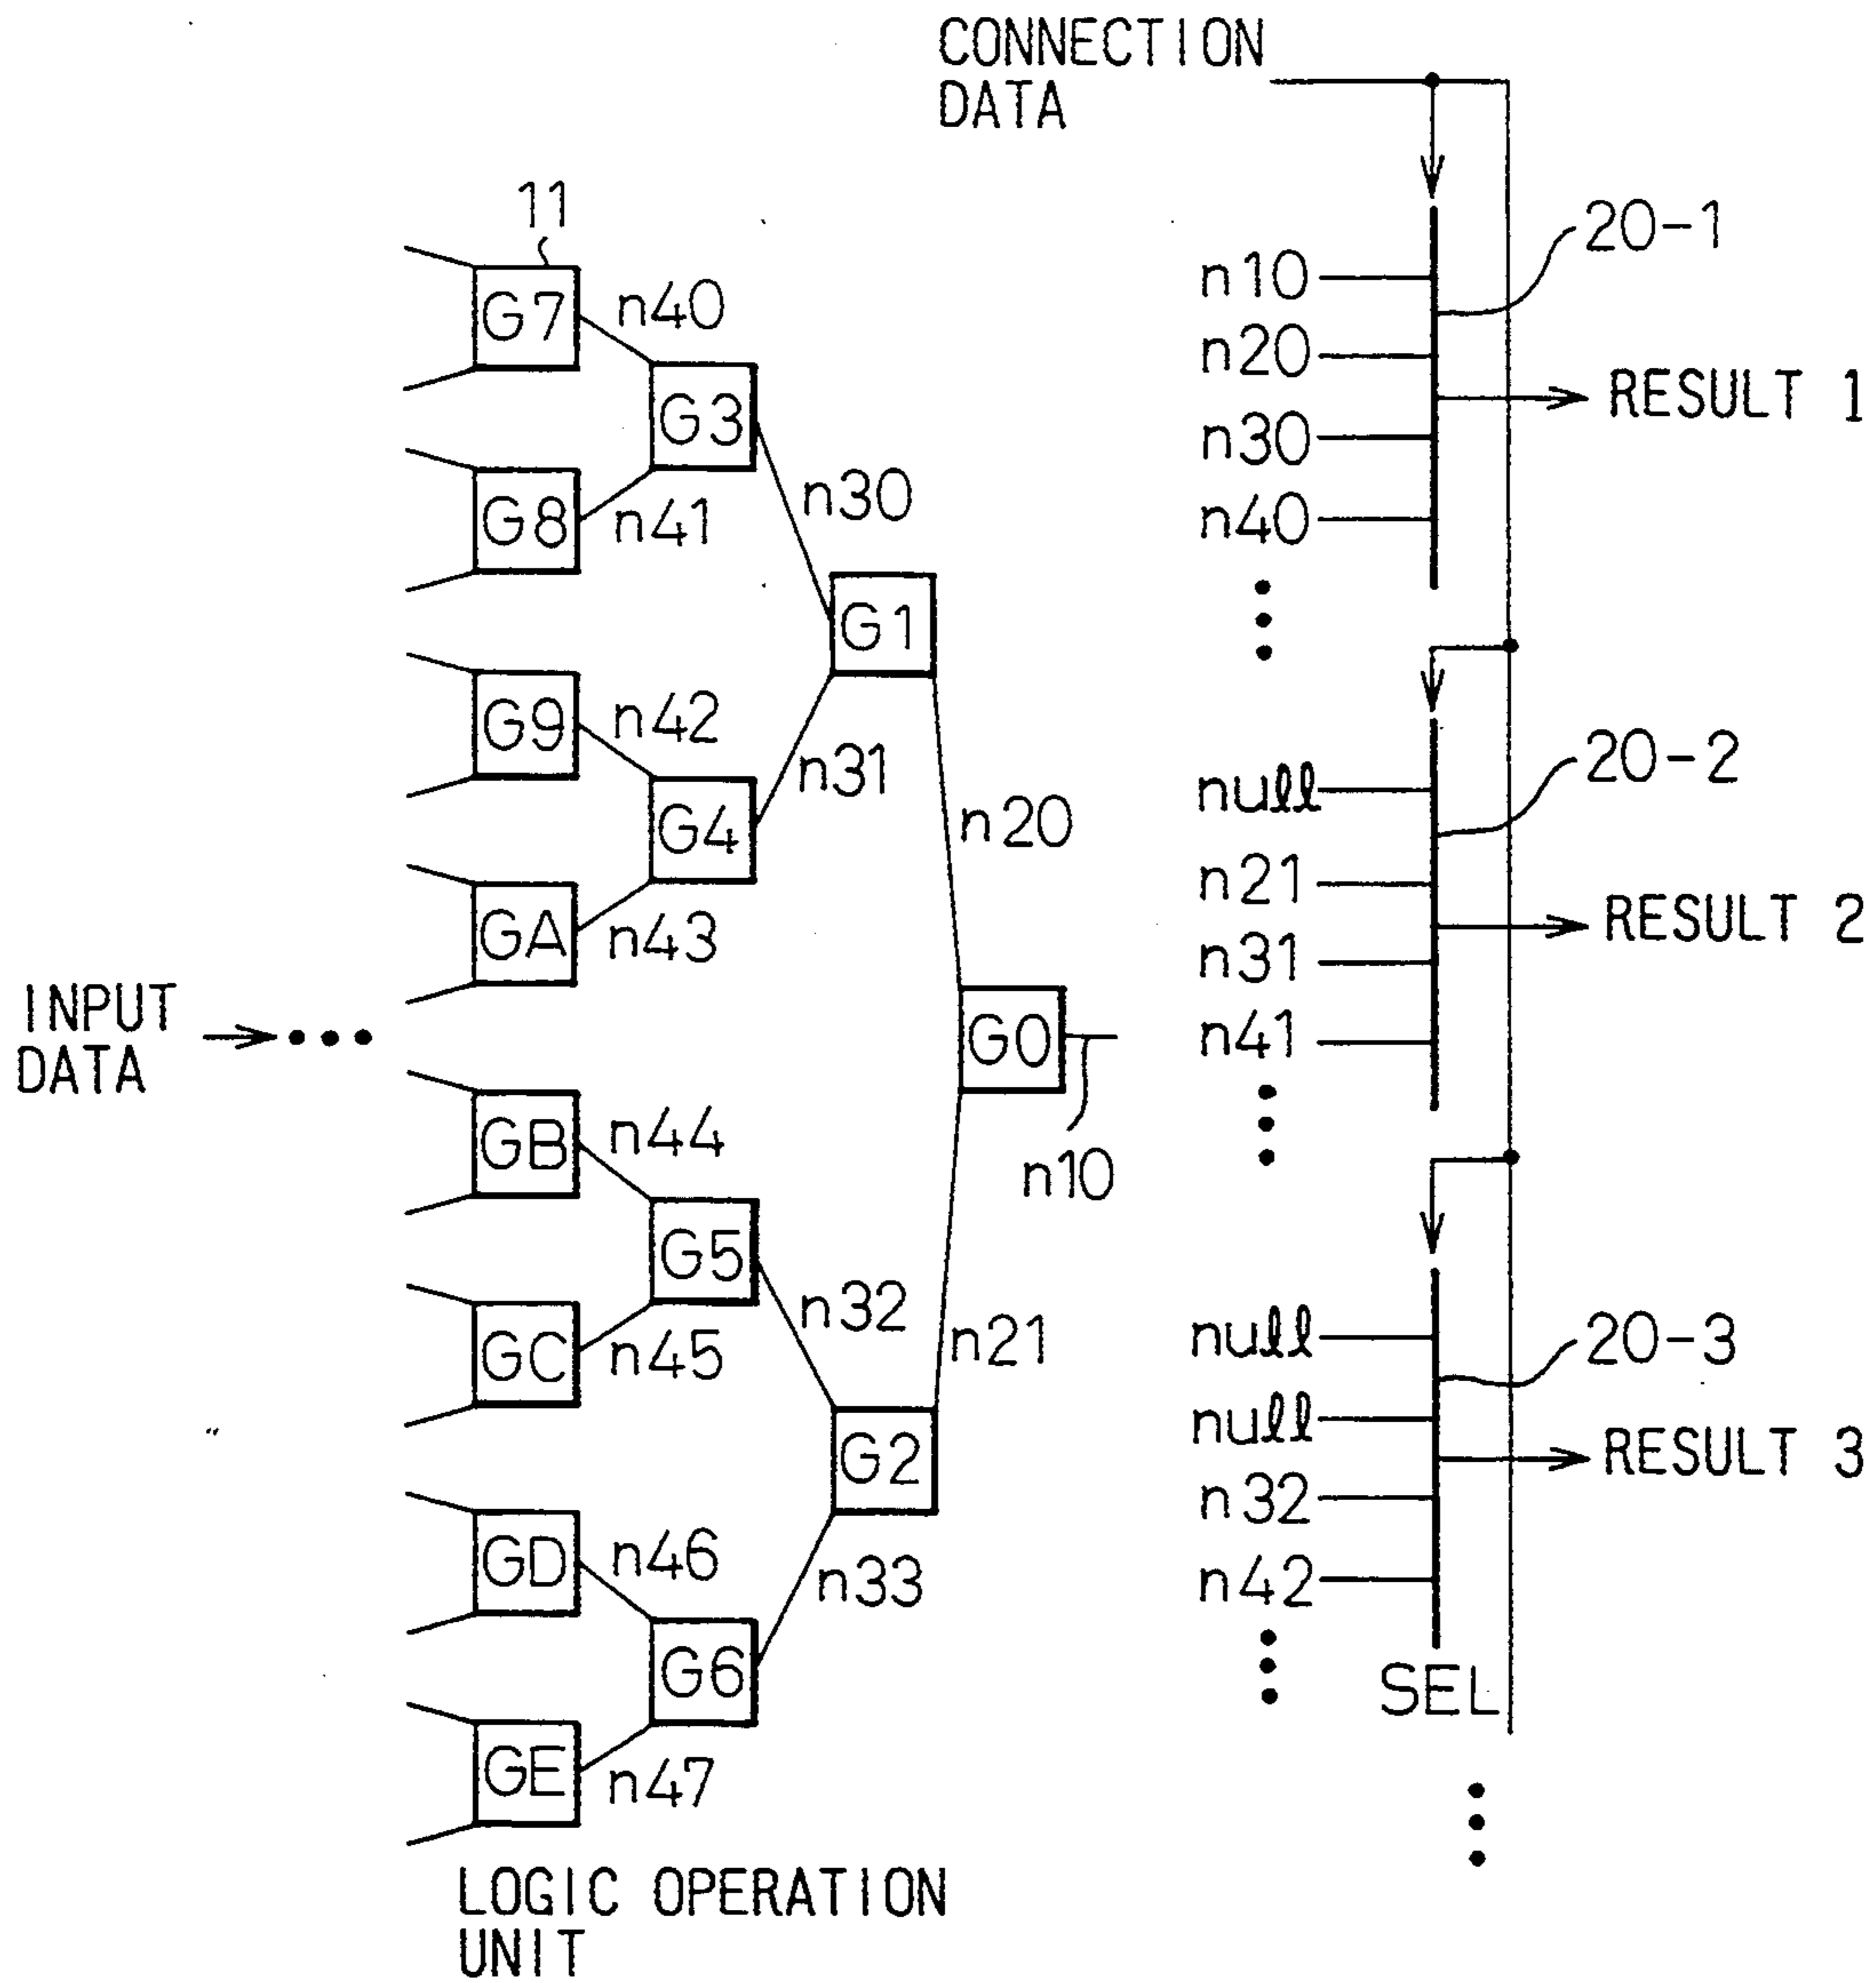 CONNECTION
DATA
11
20-1
G7
n40
n10
n20
RESULT 1
G3
n30
n30
G8
n41
n40
G1
G9
n42
20-2
n31
null
G4
n20
n21
GA
n43
RESULT 2
n31
INPUT
DATA
G0
n41
GB
n44
n10
G5
n32
n21
null
20-3
GC
n45
null
G2
RESULT 3
n32
GD
n46
n33
n42
G6
SEL
GE
n47
LOGIC OPERATION
UNIT